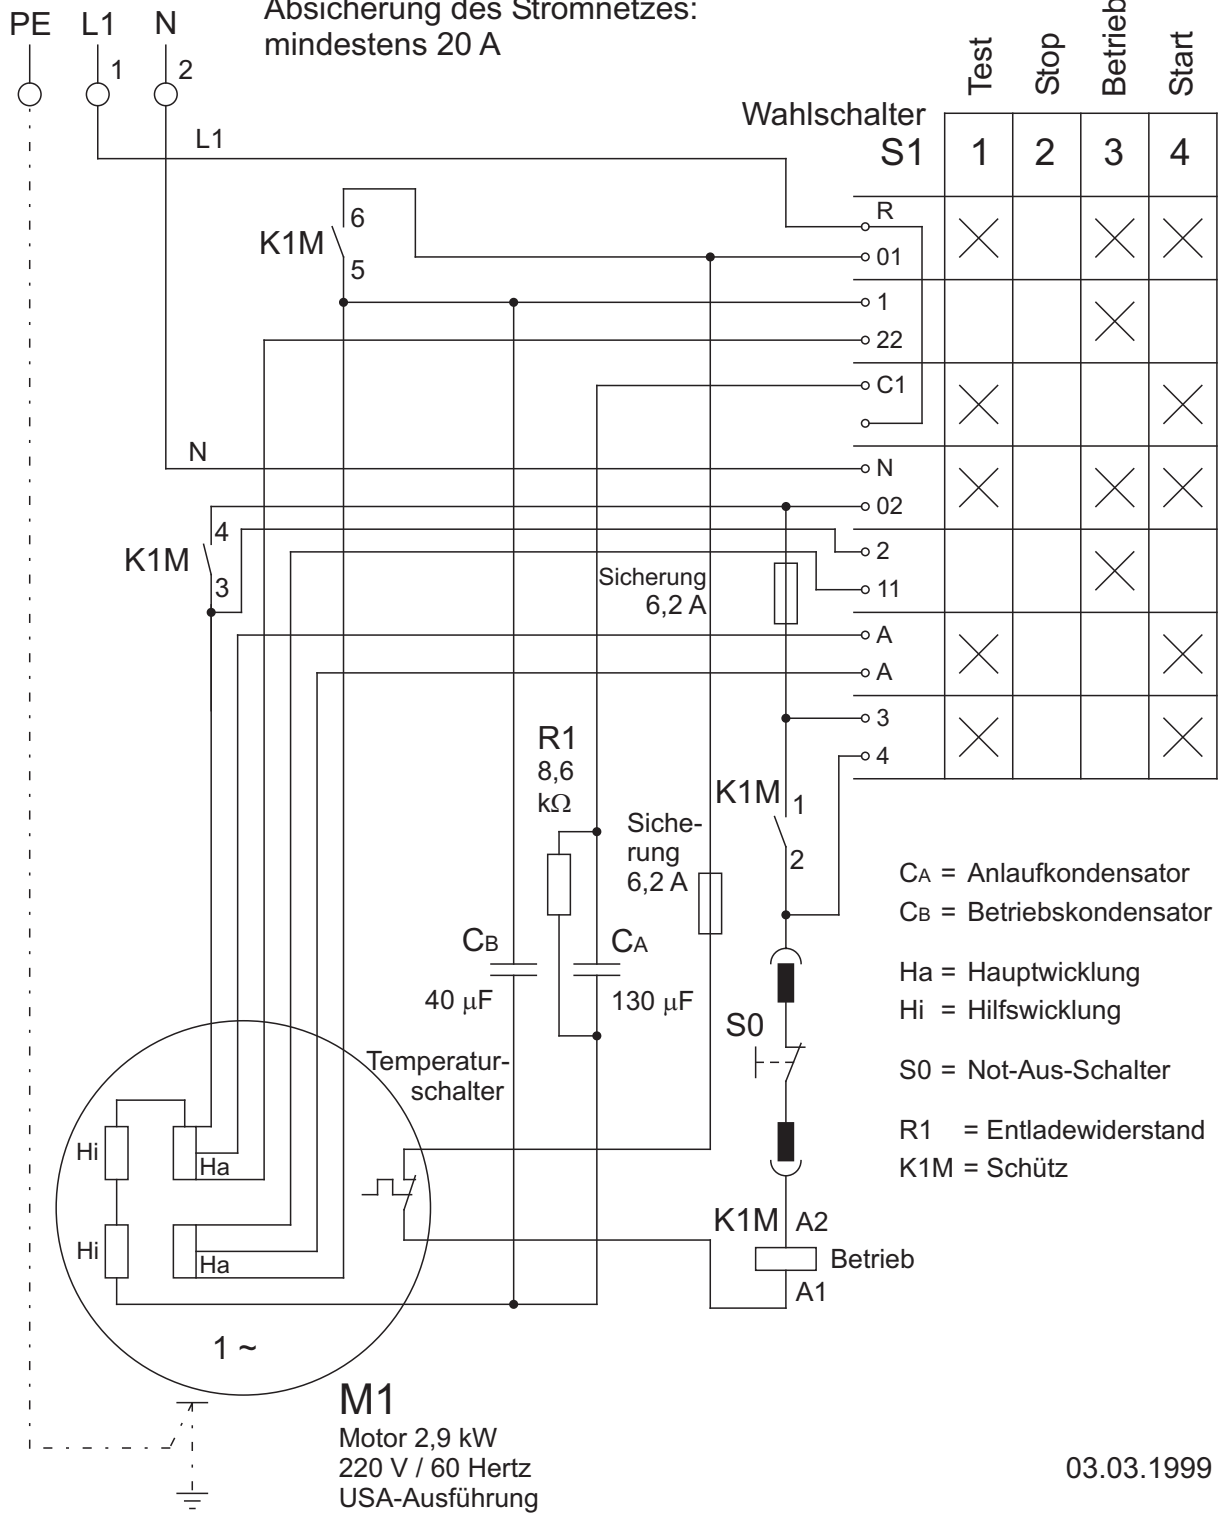 Absicherung des Stromnetzes:
mindestens 20 A
PE L1 N
1 2
Test Stop Betrieb Start
Wahlschalter
S1 1 2 3 4
L1
R
6
K1M
01
5
1
22
C1
N
N
02
4
K1M
2
3
Sicherung
6,2 A
11
A
A
3
R1
8,6
kΩ
4
K1M 1
2
Siche-
rung
6,2 A
CA = Anlaufkondensator
CB = Betriebskondensator
CB
CA
40 μF
130 μF
Ha = Hauptwicklung
Hi = Hilfswicklung
S0
S0 = Not-Aus-Schalter
Temperatur-
schalter
R1 = Entladewiderstand
K1M = Schütz
Hi
Ha
K1M A2
Hi
Ha
Betrieb
A1
1 ~
M1
Motor 2,9 kW
220 V / 60 Hertz
USA-Ausführung
03.03.1999